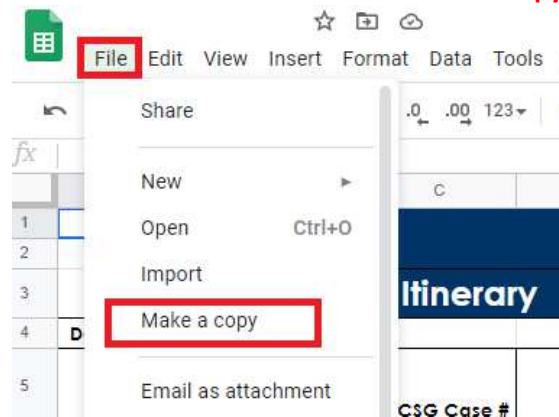 File Edit View Insert Format Data Tools
Share
.0 .00 123
fx
New
C
1
Open Ctrl+O
2
Import
3
Itinerary
Make a copy
4 D
5
Email as attachment
CSG Case #